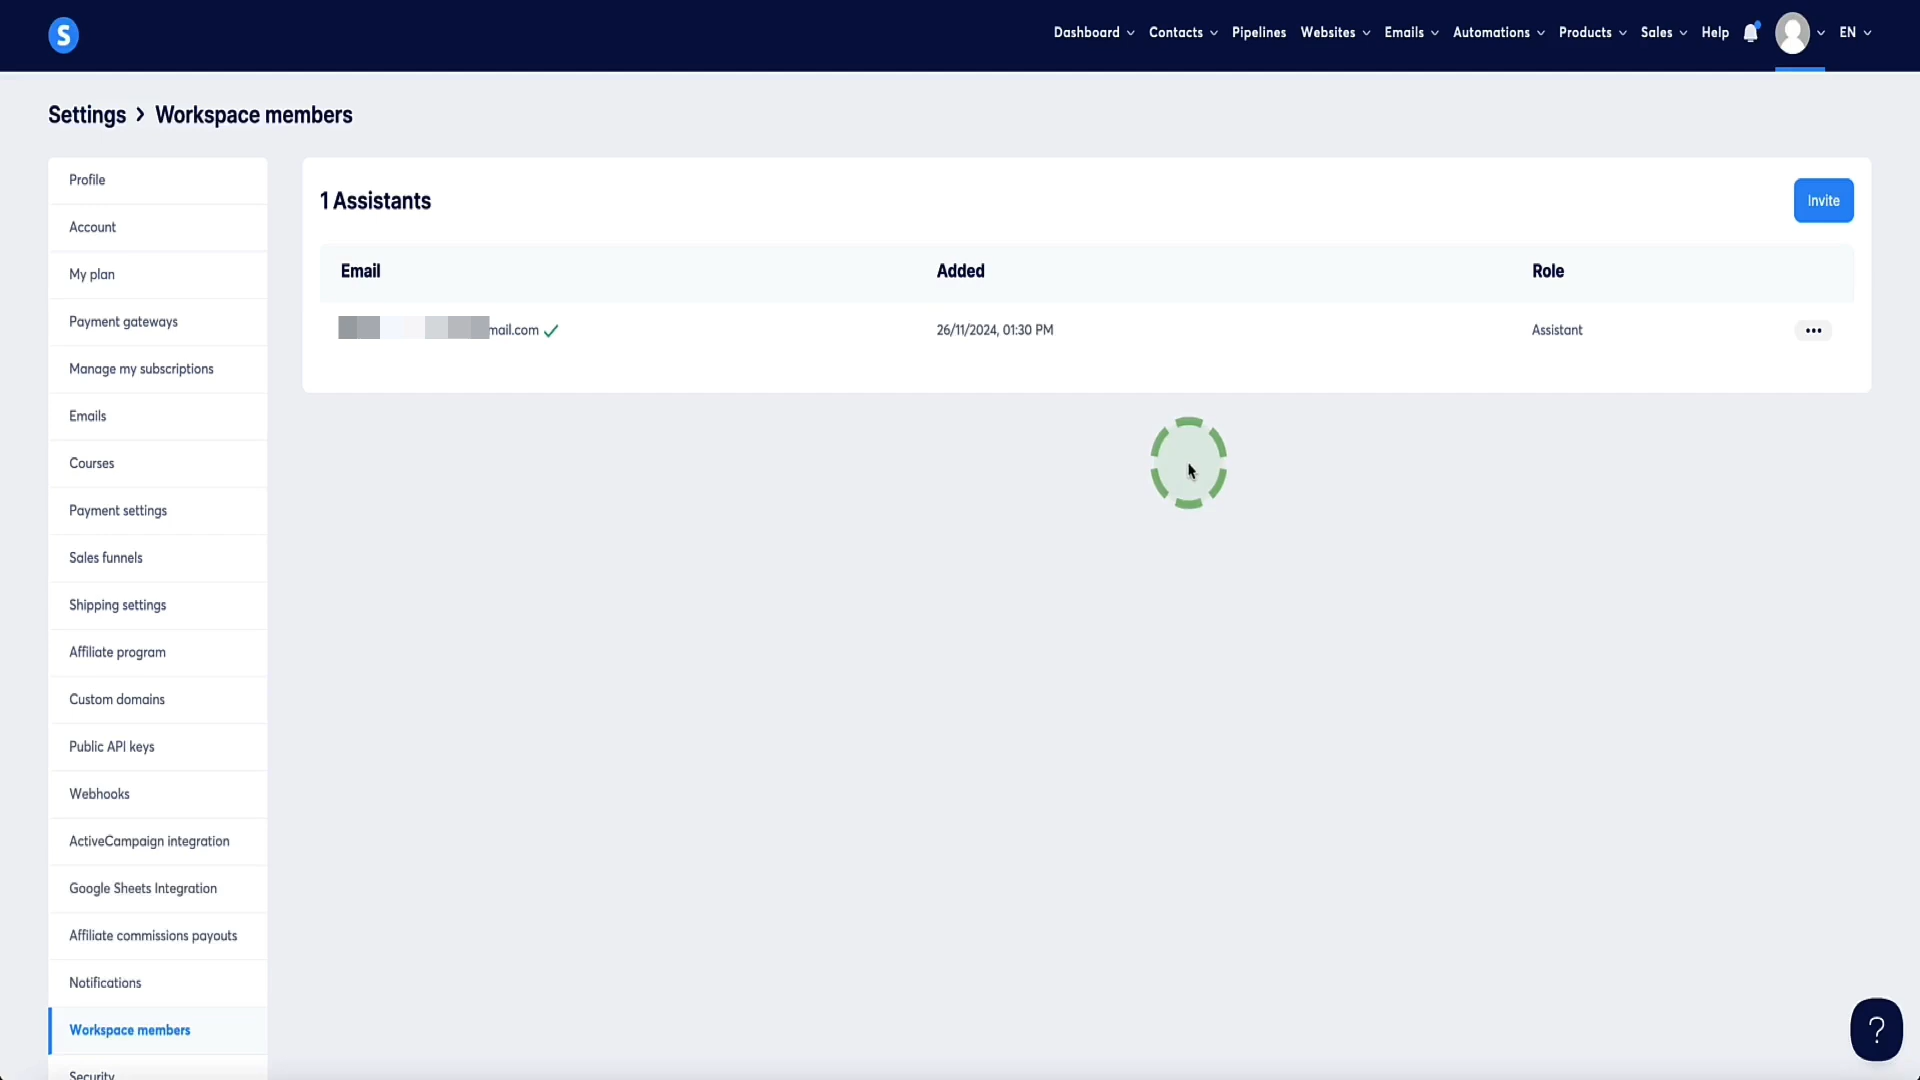 S
Dashboard Contacts Pipelines Websites Emails Automations Products Sales Help EN
Settings > Workspace members
Profile
Account
My plan
Payment gateways
Manage my subscriptions
Emails
Courses
Payment settings
Sales funnels
Shipping settings
Affiliate program
Custom domains
Public API keys
Webhooks
ActiveCampaign integration
Google Sheets Integration
Affiliate commissions payouts
Notifications
Workspace members
Security
1 Assistants
Invite
Email Added Role
mail.com 26/11/2024, 01:30 PM Assistant
?